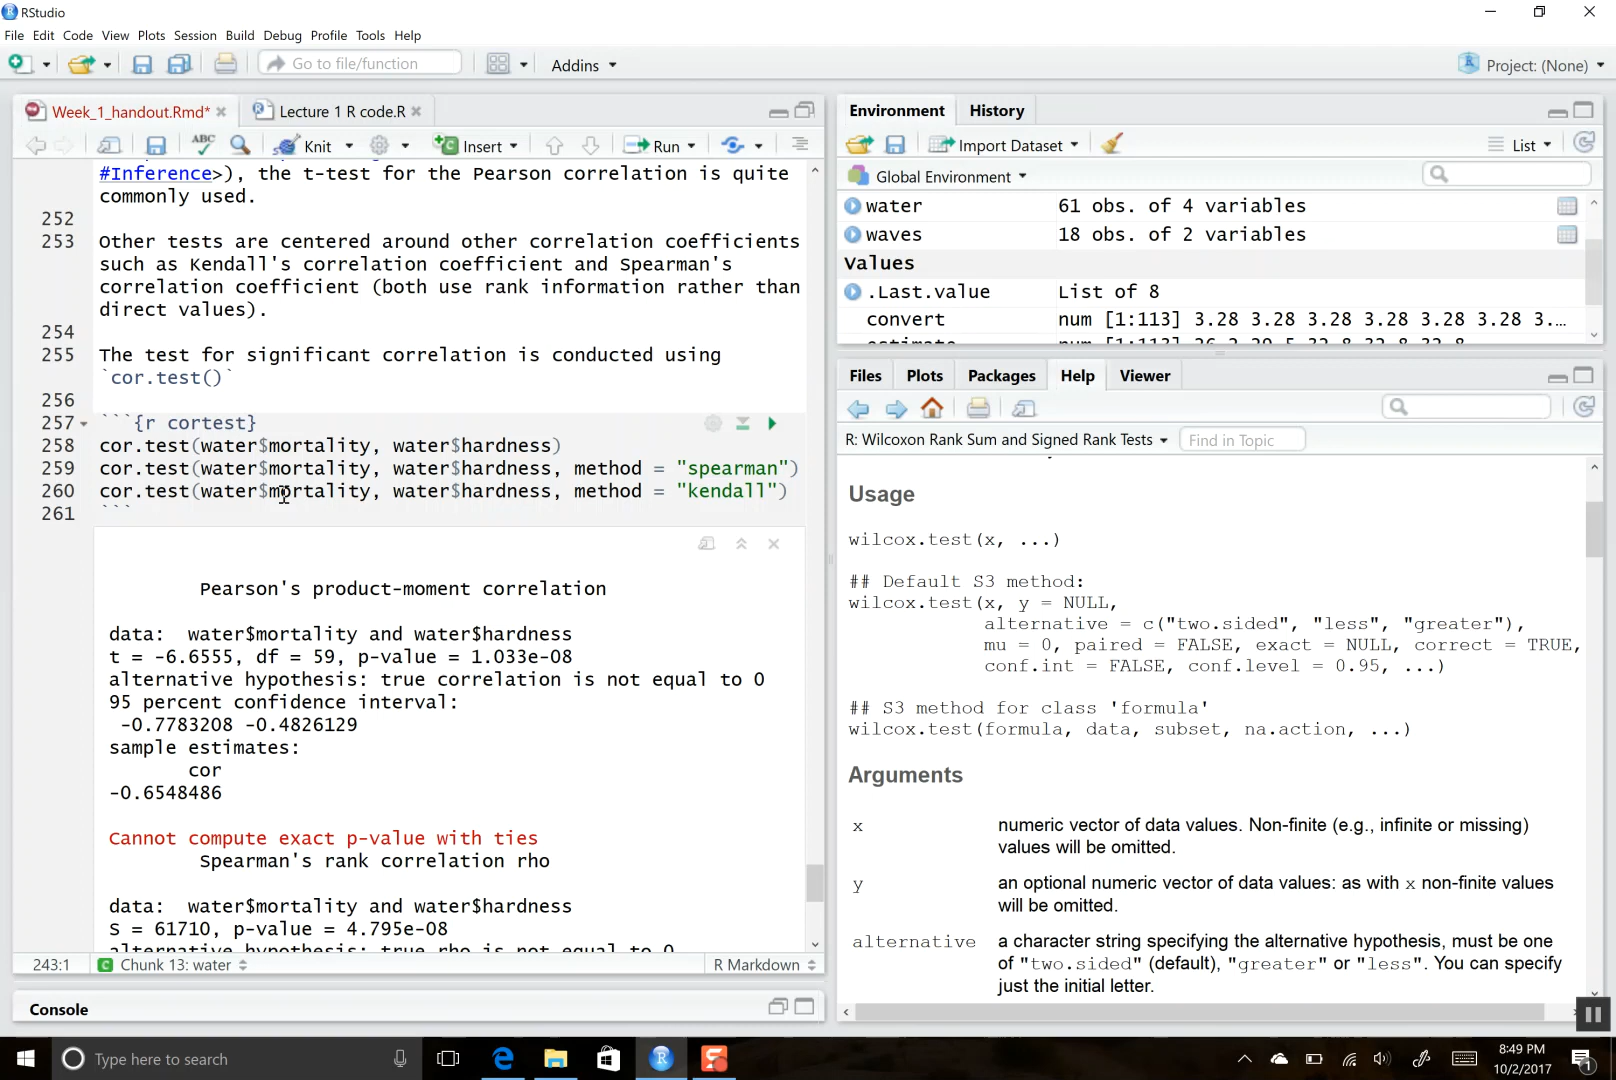 RStudio
File Edit Code View Plots Session Build Debug Profile Tools Help
Go to file/function
Addins
Project: (None)
Week_1_handout.Rmd*
Lecture 1 R code.R
ABC
Knit
Insert
Run
#Inference>), the t-test for the Pearson correlation is quite
commonly used.
252
253 Other tests are centered around other correlation coefficients
such as Kendall's correlation coefficient and Spearman's
correlation coefficient (both use rank information rather than
direct values).
254
255 The test for significant correlation is conducted using
`cor.test()`
256
257 ```{r cortest}
258 cor.test(water$mortality, water$hardness)
259 cor.test(water$mortality, water$hardness, method = "spearman")
260 cor.test(water$mortality, water$hardness, method = "kendall")
261 ```
Pearson's product-moment correlation
data: water$mortality and water$hardness
t = -6.6555, df = 59, p-value = 1.033e-08
alternative hypothesis: true correlation is not equal to 0
95 percent confidence interval:
-0.7783208 -0.4826129
sample estimates:
cor
-0.6548486
Cannot compute exact p-value with ties
Spearman's rank correlation rho
data: water$mortality and water$hardness
S = 61710, p-value = 4.795e-08
alternative hypothesis: true rho is not equal to 0
243:1
Chunk 13: water
R Markdown
Console
Environment
History
Import Dataset
List
Global Environment
water 61 obs. of 4 variables
waves 18 obs. of 2 variables
Values
.Last.value List of 8
convert num [1:113] 3.28 3.28 3.28 3.28 3.28 3.28 3....
estimate num [1:113]
Files Plots Packages Help Viewer
R: Wilcoxon Rank Sum and Signed Rank Tests
Find in Topic
Usage
wilcox.test(x, ...)
## Default S3 method:
wilcox.test(x, y = NULL,
alternative = c("two.sided", "less", "greater"),
mu = 0, paired = FALSE, exact = NULL, correct = TRUE,
conf.int = FALSE, conf.level = 0.95, ...)
## S3 method for class 'formula'
wilcox.test(formula, data, subset, na.action, ...)
Arguments
x numeric vector of data values. Non-finite (e.g., infinite or missing)
values will be omitted.
y an optional numeric vector of data values: as with x non-finite values
will be omitted.
alternative a character string specifying the alternative hypothesis, must be one
of "two.sided" (default), "greater" or "less". You can specify
just the initial letter.
Type here to search
8:49 PM
10/2/2017
1